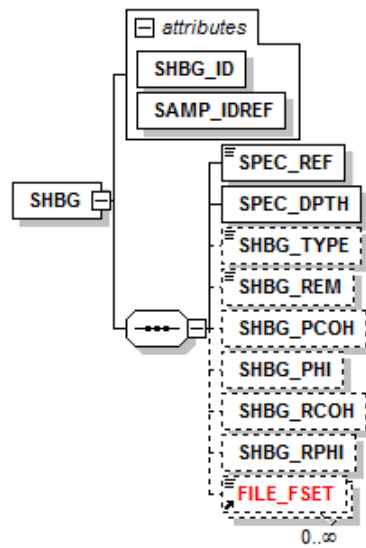 attributes
SHBG_ID
SAMP_IDREF
SHBG
SPEC_REF
SPEC_DPTH
SHBG_TYPE
SHBG_REM
SHBG_PCOH
SHBG_PHI
SHBG_RCOH
SHBG_RPHI
FILE_FSET
0..∞